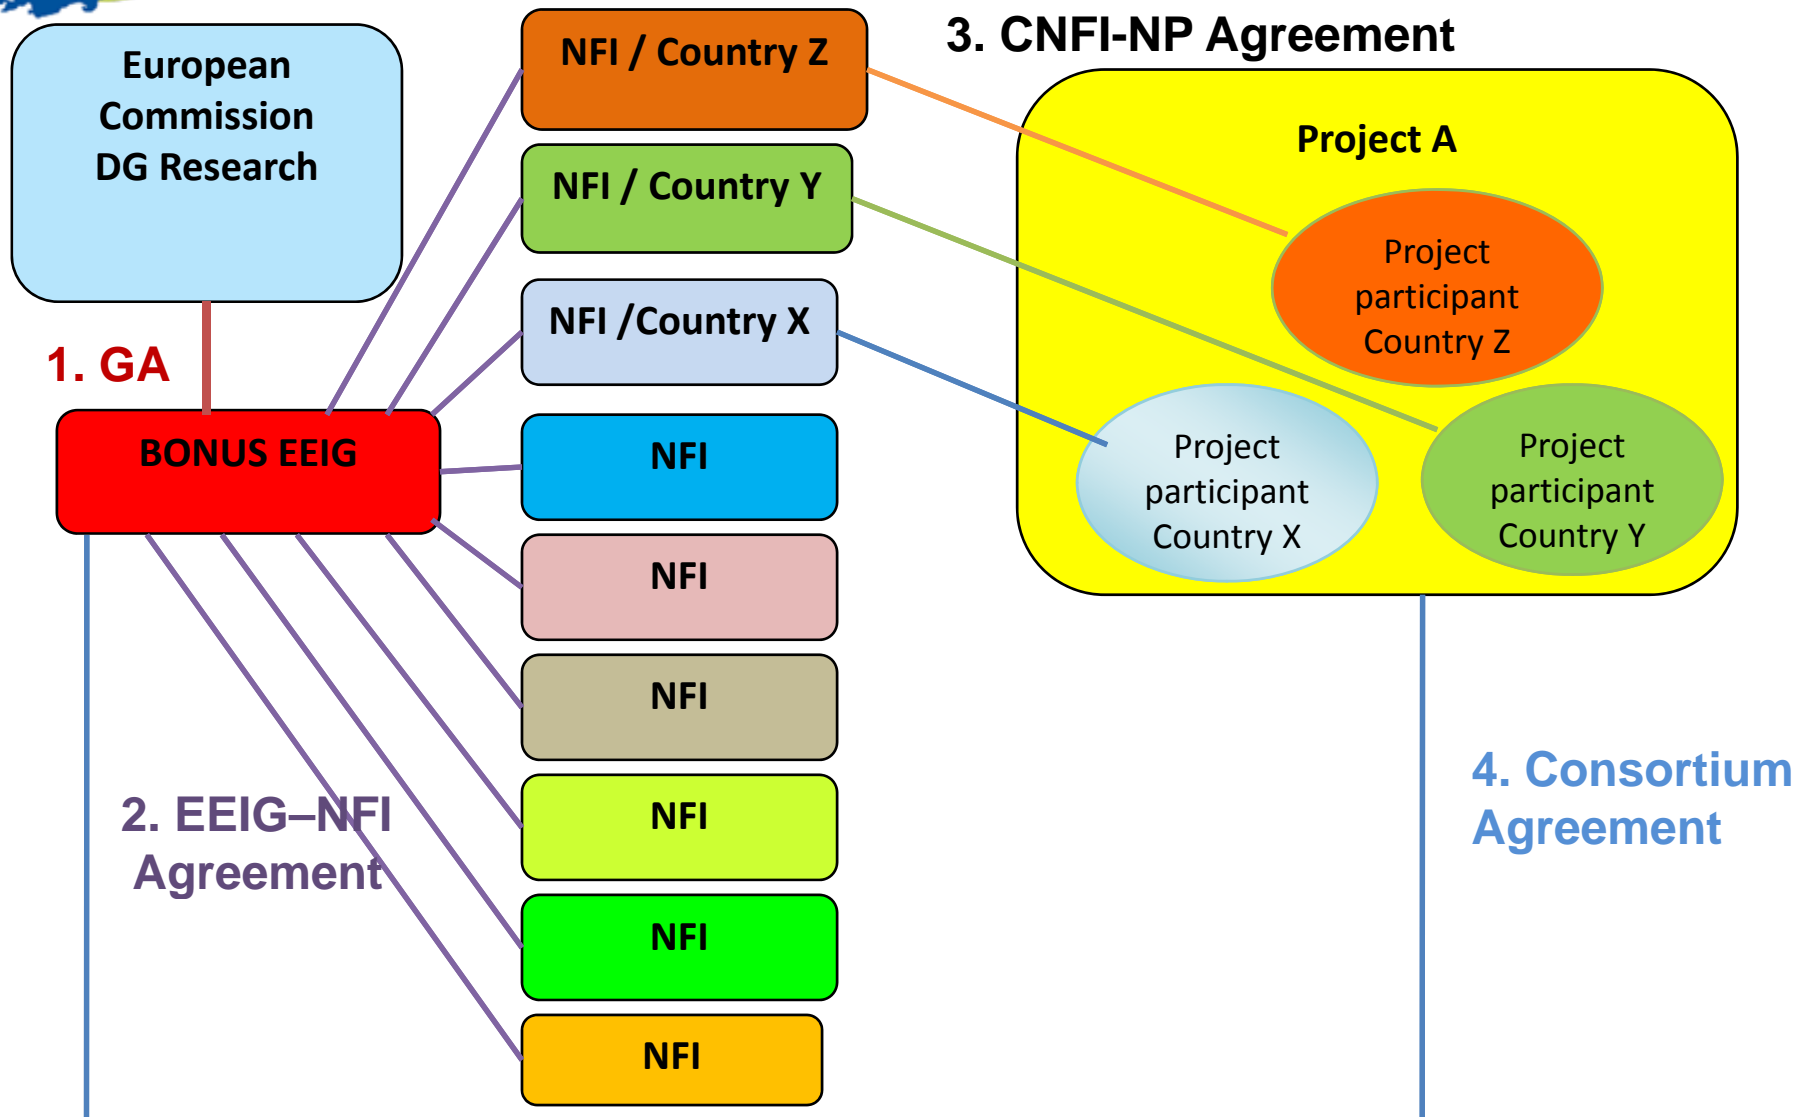 European
Commission
DG Research
1. GA
BONUS EEIG
2. EEIG–NFI
Agreement
NFI / Country Z
NFI / Country Y
NFI /Country X
NFI
NFI
NFI
NFI
NFI
NFI
3. CNFI-NP Agreement
Project A
Project
participant
Country Z
Project
participant
Country X
Project
participant
Country Y
4. Consortium
Agreement